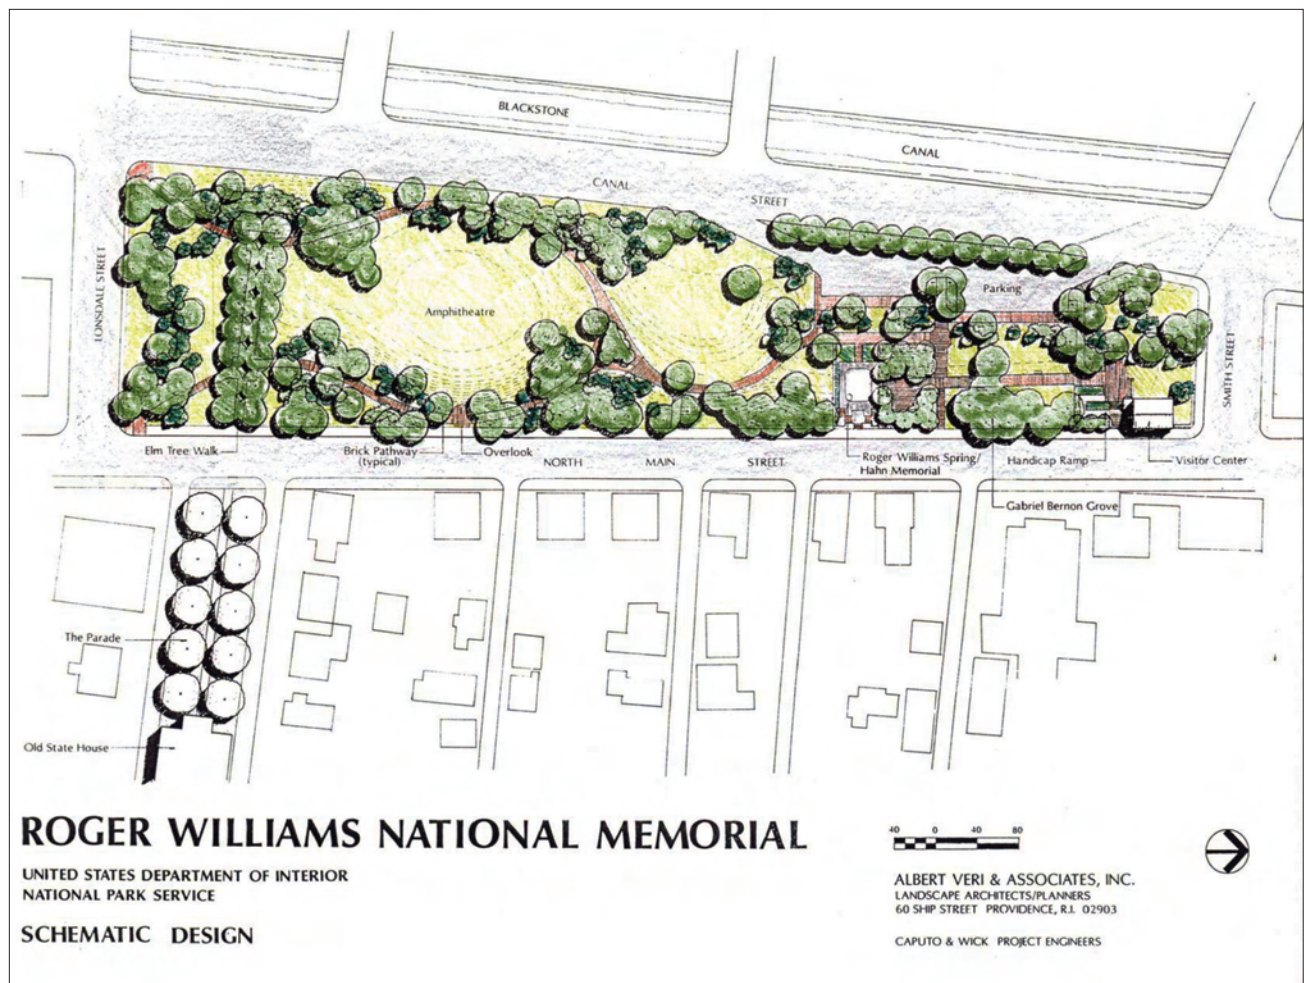 BLACKSTONE
CANAL
CANAL
STREET
LONSDALE STREET
Amphitheatre
Parking
SMITH STREET
Elm Tree Walk
Brick Pathway
(typical)
Overlook
NORTH MAIN STREET
Roger Williams Spring/
Hahn Memorial
Handicap Ramp
Visitor Center
Gabriel Bernon Grove
The Parade
Old State House
ROGER WILLIAMS NATIONAL MEMORIAL
UNITED STATES DEPARTMENT OF INTERIOR
NATIONAL PARK SERVICE
SCHEMATIC DESIGN
40 0 40 80
ALBERT VERI & ASSOCIATES, INC.
LANDSCAPE ARCHITECTS/PLANNERS
60 SHIP STREET PROVIDENCE, R.I. 02903
CAPUTO & WICK PROJECT ENGINEERS